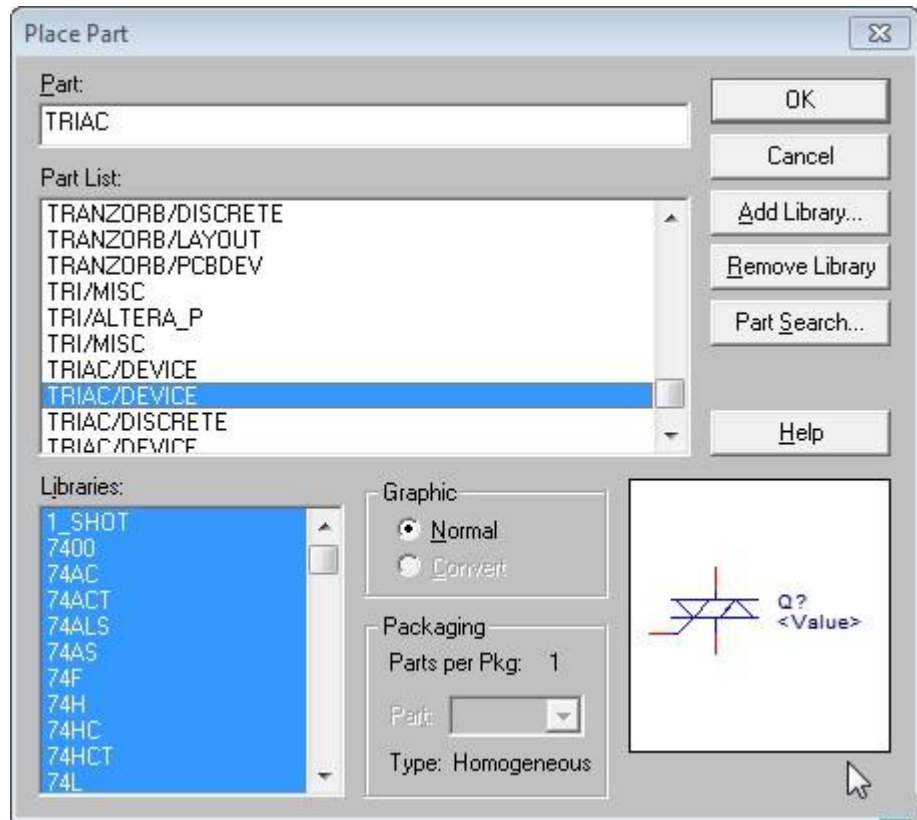 Place Part
Part:
TRIAC
OK
Cancel
Part List:
TRANZORB/DISCRETE
TRANZORB/LAYOUT
TRANZORB/PCBDEV
TRI/MISC
TRI/ALTERA_P
TRI/MISC
TRIAC/DEVICE
TRIAC/DEVICE
TRIAC/DISCRETE
TRIAC/DEVICE
Add Library...
Remove Library
Part Search...
Help
Libraries:
1_SHOT
7400
74AC
74ACT
74ALS
74AS
74F
74H
74HC
74HCT
74L
Graphic
Normal
Convert
Packaging
Parts per Pkg: 1
Part:
Type: Homogeneous
Q?
<Value>